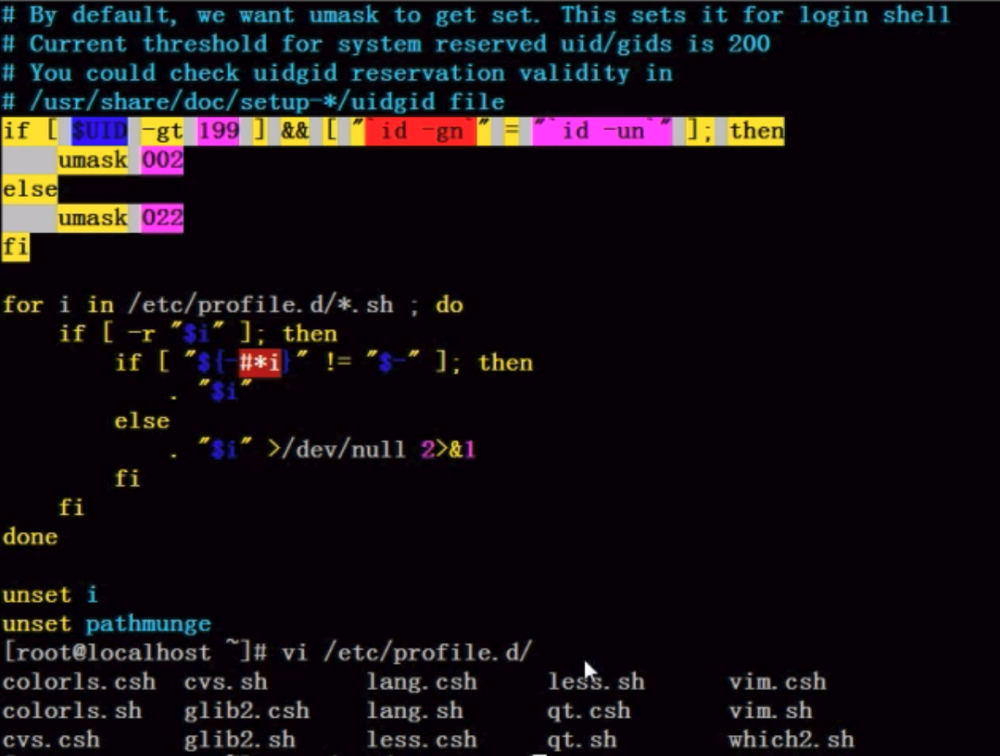 # By default, we want umask to get set. This sets it for login shell
# Current threshold for system reserved uid/gids is 200
# You could check uidgid reservation validity in
# /usr/share/doc/setup-*/uidgid file
if [ $UID -gt 199 ] && [ "`id -gn`" = "`id -un`" ]; then
    umask 002
else
    umask 022
fi

for i in /etc/profile.d/*.sh ; do
    if [ -r "$i" ]; then
        if [ "${-#*i}" != "$-" ]; then
            . "$i"
        else
            . "$i" >/dev/null 2>&1
        fi
    fi
done

unset i
unset pathmunge
[root@localhost ~]# vi /etc/profile.d/
colorls.csh  cvs.sh       lang.csh     less.sh      vim.csh
colorls.sh   glib2.csh    lang.sh      qt.csh       vim.sh
cvs.csh      glib2.sh     less.csh     qt.sh        which2.sh